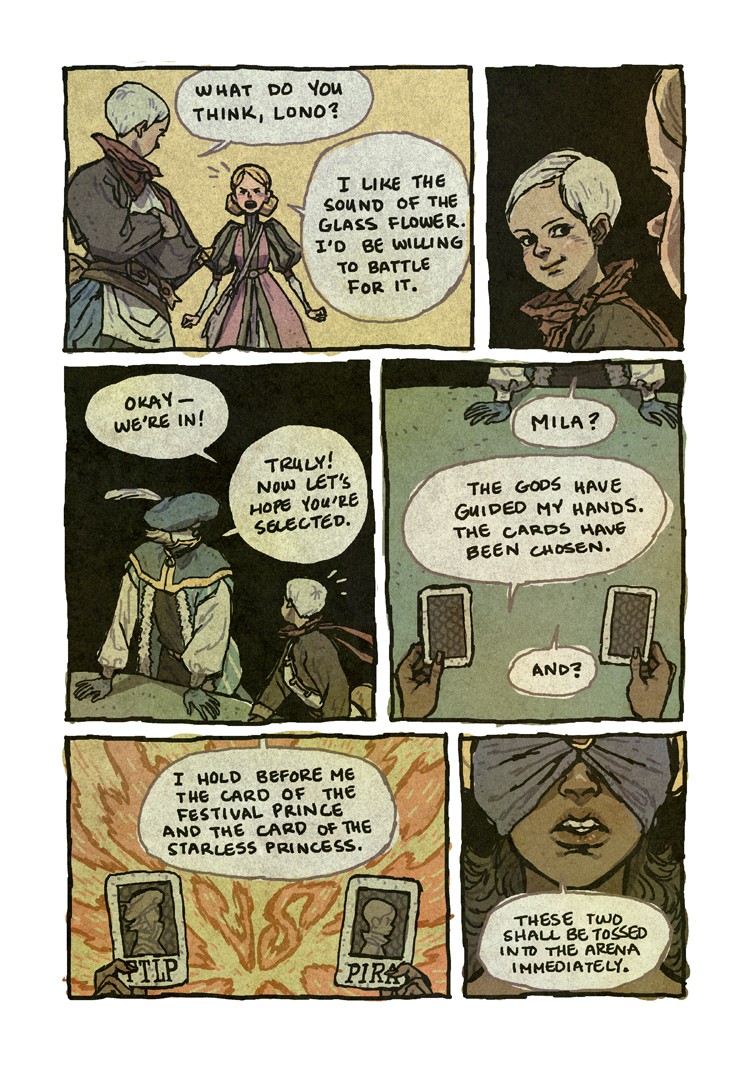 WHAT DO YOU
THINK, LONO?
I LIKE THE
SOUND OF THE
GLASS FLOWER.
I'D BE WILLING
TO BATTLE
FOR IT.
OKAY—
WE'RE IN!
TRULY!
NOW LET'S
HOPE YOU'RE
SELECTED.
MILA?
THE GODS HAVE
GUIDED MY HANDS.
THE CARDS HAVE
BEEN CHOSEN.
AND?
I HOLD BEFORE ME
THE CARD OF THE
FESTIVAL PRINCE
AND THE CARD OF THE
STARLESS PRINCESS.
VS
PIRK
THESE TWO
SHALL BE TOSSED
INTO THE ARENA
IMMEDIATELY.